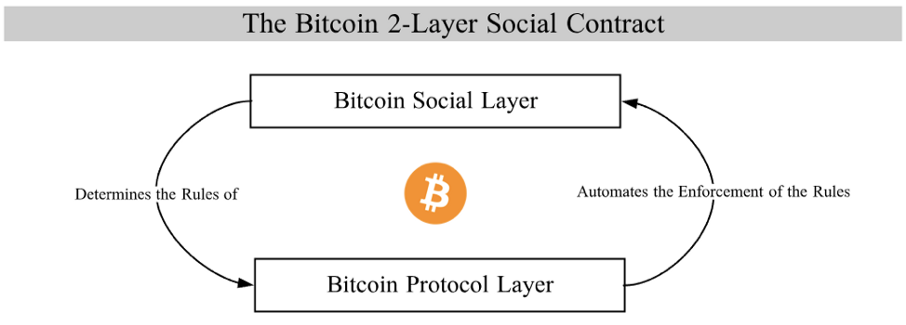 The Bitcoin 2-Layer Social Contract
Bitcoin Social Layer
Determines the Rules of
Automates the Enforcement of the Rules
Bitcoin Protocol Layer